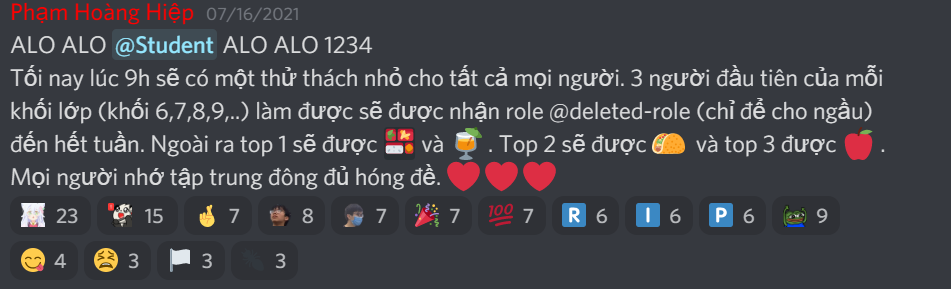 Phạm Hoàng Hiệp 07/16/2021
ALO ALO @Student ALO ALO 1234
Tối nay lúc 9h sẽ có một thử thách nhỏ cho tất cả mọi người. 3 người đầu tiên của mỗi
khối lớp (khối 6,7,8,9,..) làm được sẽ được nhận role @deleted-role (chỉ để cho ngầu)
đến hết tuần. Ngoài ra top 1 sẽ được 🍱 và 🍹 . Top 2 sẽ được 🌮 và top 3 được 🍎 .
Mọi người nhớ tập trung đông đủ hóng đề. ❤️ ❤️ ❤️
23 15 🤞 7 8 7 🎉 7 💯 7 🇷 6 🇮 6 🇵 6 9
😋 4 😫 3 🏳️ 3 3